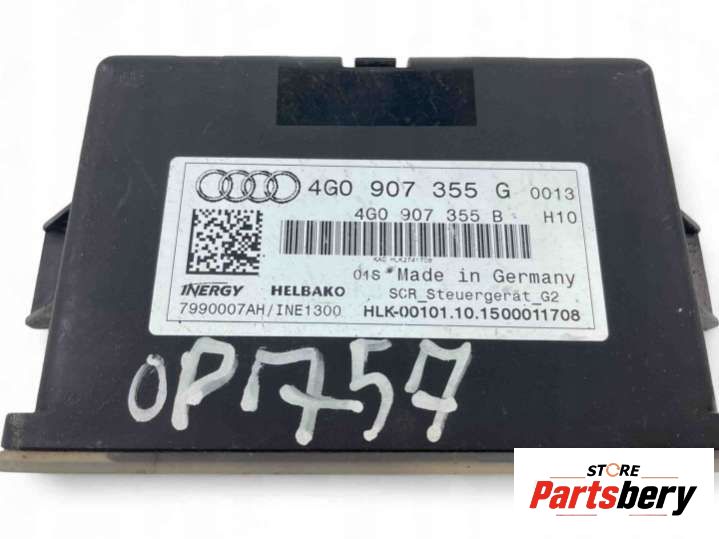 4G0 907 355 G 0013
4G0 907 355 B H10
01S * Made in Germany
INERGY HELBAKO SCR_Steuergerät_G2
7990007AH/INE1300 HLK-00101.10.1500011708
OP1757
STORE
Partsbery